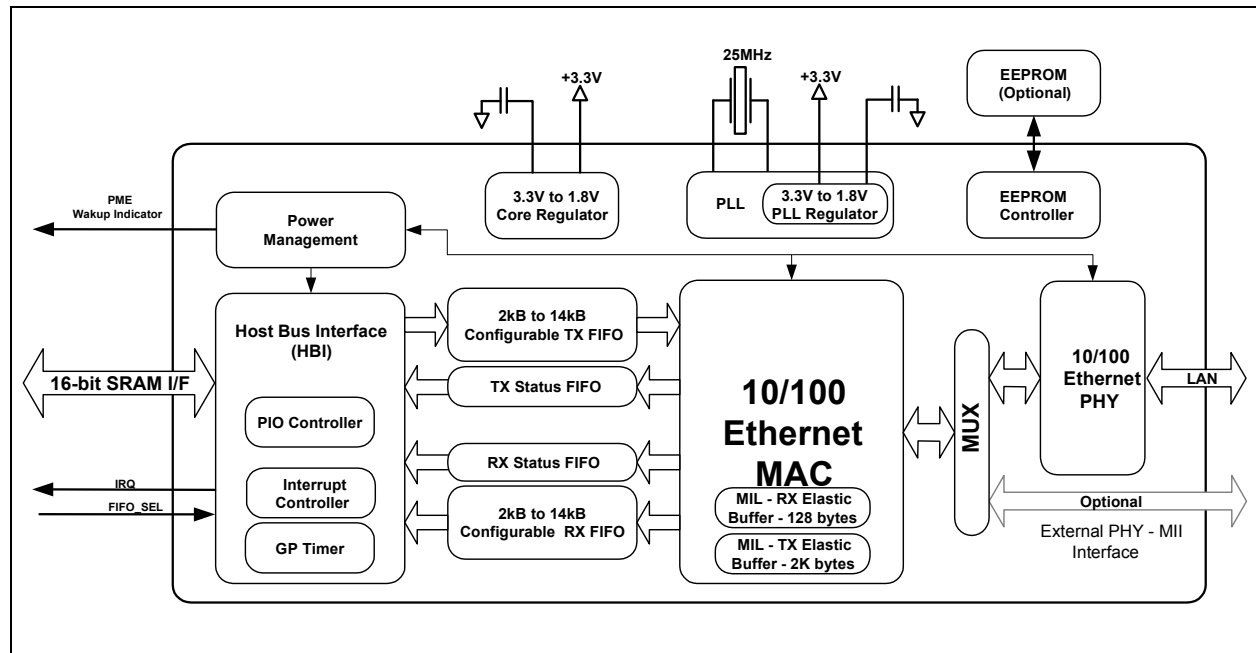 25MHz
+3.3V
+3.3V
EEPROM
(Optional)
3.3V to 1.8V
Core Regulator
PLL
3.3V to 1.8V
PLL Regulator
EEPROM
Controller
PME
Wakup Indicator
Power
Management
Host Bus Interface
(HBI)
2kB to 14kB
Configurable TX FIFO
16-bit SRAM I/F
TX Status FIFO
PIO Controller
RX Status FIFO
IRQ
Interrupt
Controller
FIFO_SEL
2kB to 14kB
Configurable RX FIFO
GP Timer
10/100
Ethernet
MAC
MIL - RX Elastic
Buffer - 128 bytes
MIL - TX Elastic
Buffer - 2K bytes
MUX
10/100
Ethernet
PHY
LAN
Optional
External PHY - MII
Interface